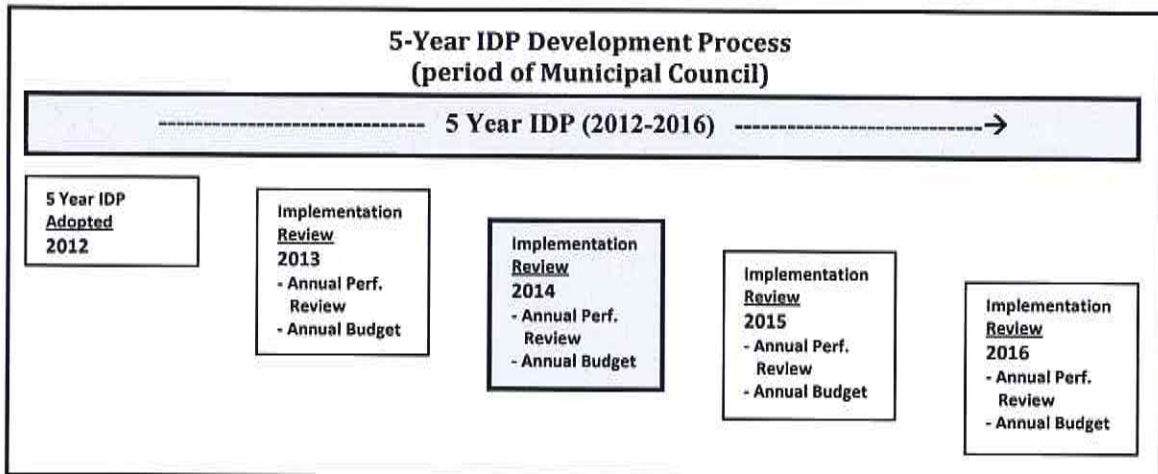 5-Year IDP Development Process
(period of Municipal Council)
---------------------------- 5 Year IDP (2012-2016) ---------------------------->
5 Year IDP
Adopted
2012
Implementation
Review
2013
- Annual Perf.
Review
- Annual Budget
Implementation
Review
2014
- Annual Perf.
Review
- Annual Budget
Implementation
Review
2015
- Annual Perf.
Review
- Annual Budget
Implementation
Review
2016
- Annual Perf.
Review
- Annual Budget